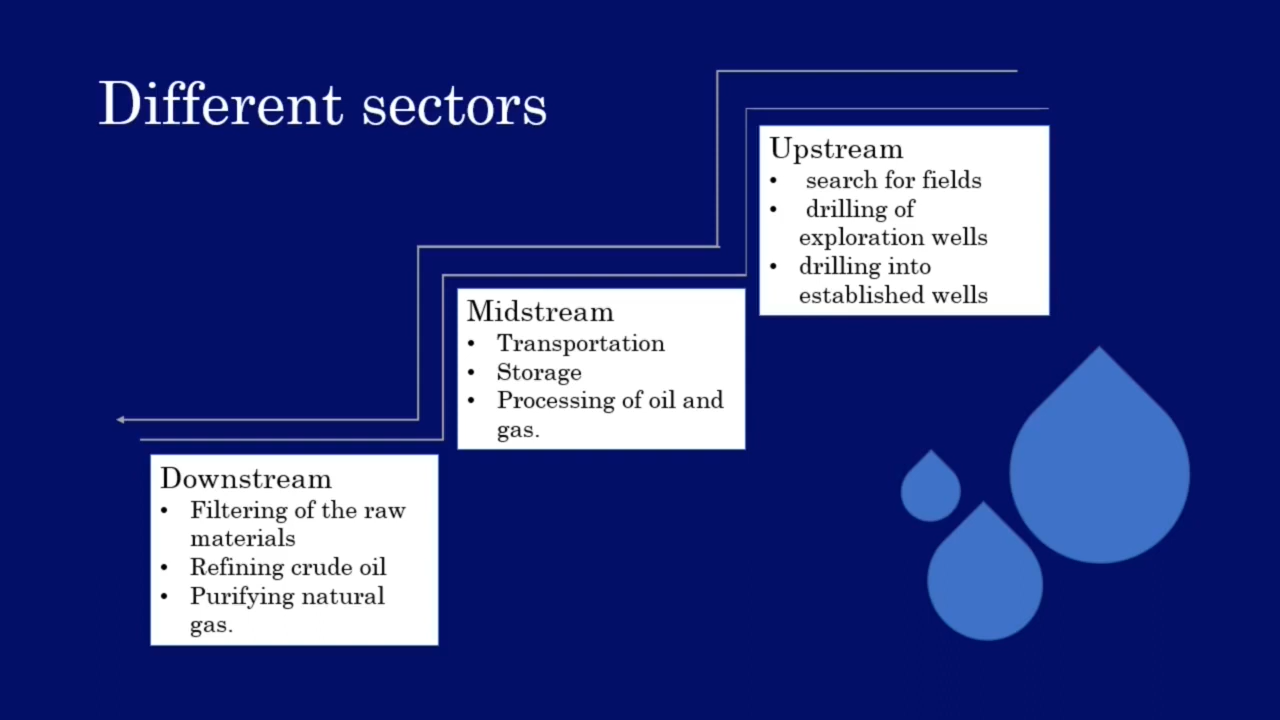 Different sectors
Upstream
• search for fields
• drilling of
exploration wells
• drilling into
established wells
Midstream
• Transportation
• Storage
• Processing of oil and
gas.
Downstream
• Filtering of the raw
materials
• Refining crude oil
• Purifying natural
gas.